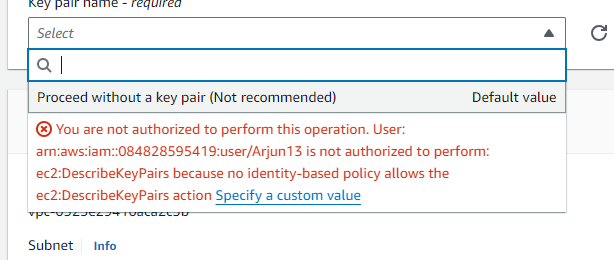 Key pair name - required
Select
Proceed without a key pair (Not recommended) Default value
You are not authorized to perform this operation. User:
arn:aws:iam::084828595419:user/Arjun13 is not authorized to perform:
ec2:DescribeKeyPairs because no identity-based policy allows the
ec2:DescribeKeyPairs action Specify a custom value
Subnet Info